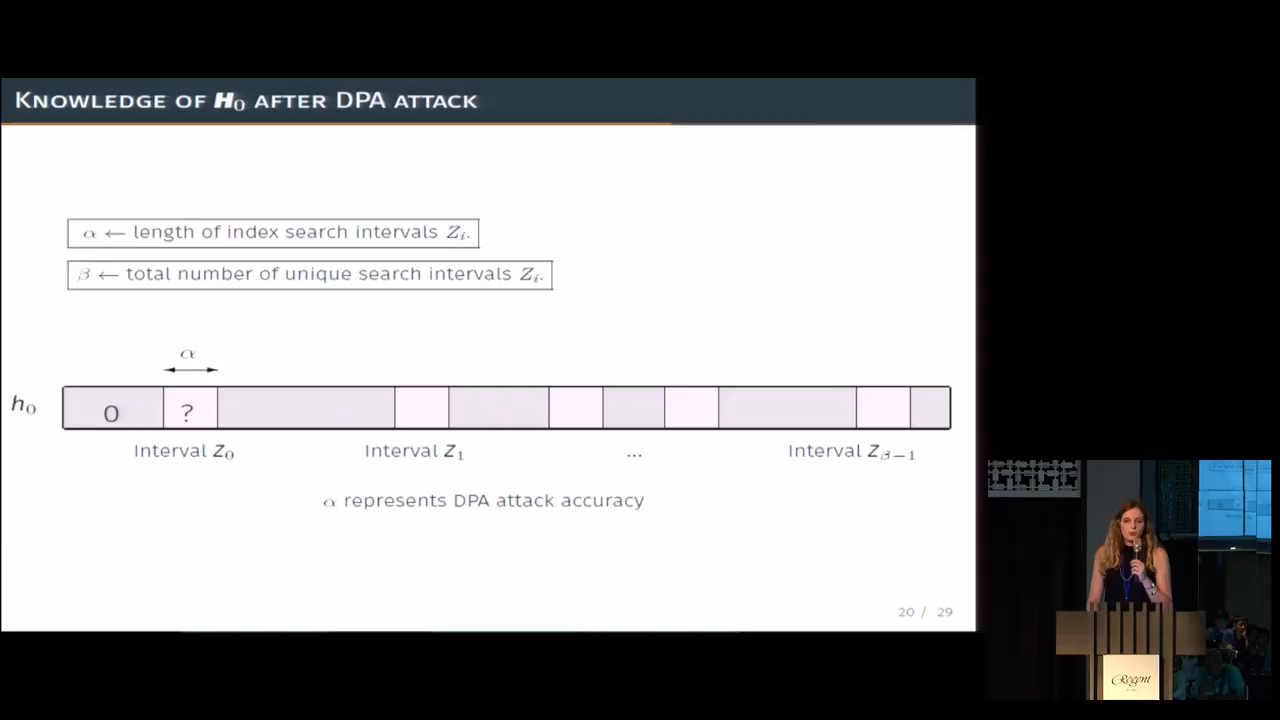 KNOWLEDGE OF H₀ AFTER DPA ATTACK
α ← length of index search intervals Zᵢ.
β ← total number of unique search intervals Zᵢ.
α
h₀ 0 ?
Interval Z₀ Interval Z₁ ... Interval Z_{β−1}
α represents DPA attack accuracy
20 / 29
Regent